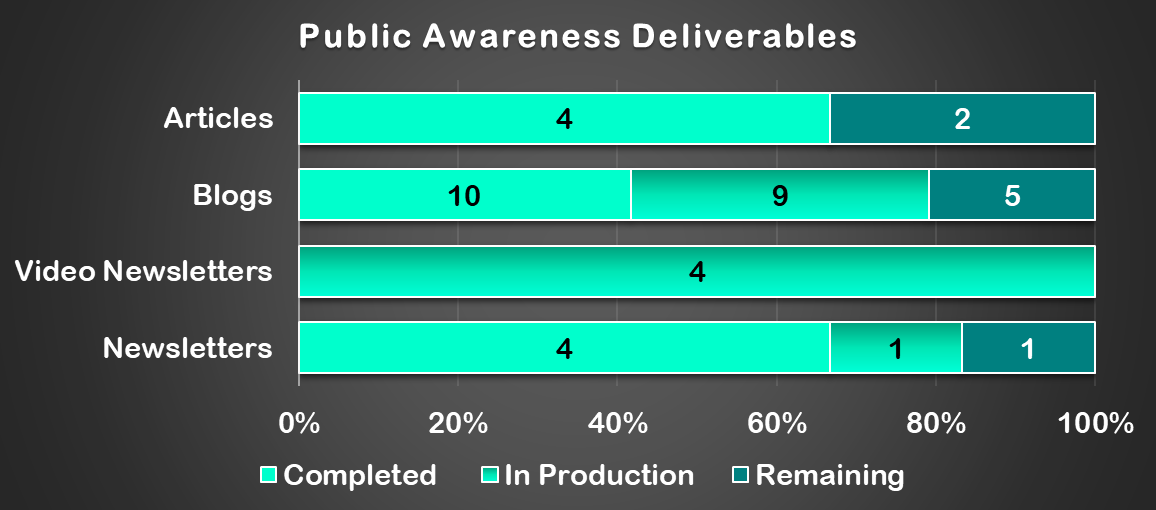 Public Awareness Deliverables
Articles 4 2
Blogs 10 9 5
Video Newsletters 4
Newsletters 4 1 1
0% 20% 40% 60% 80% 100%
Completed In Production Remaining